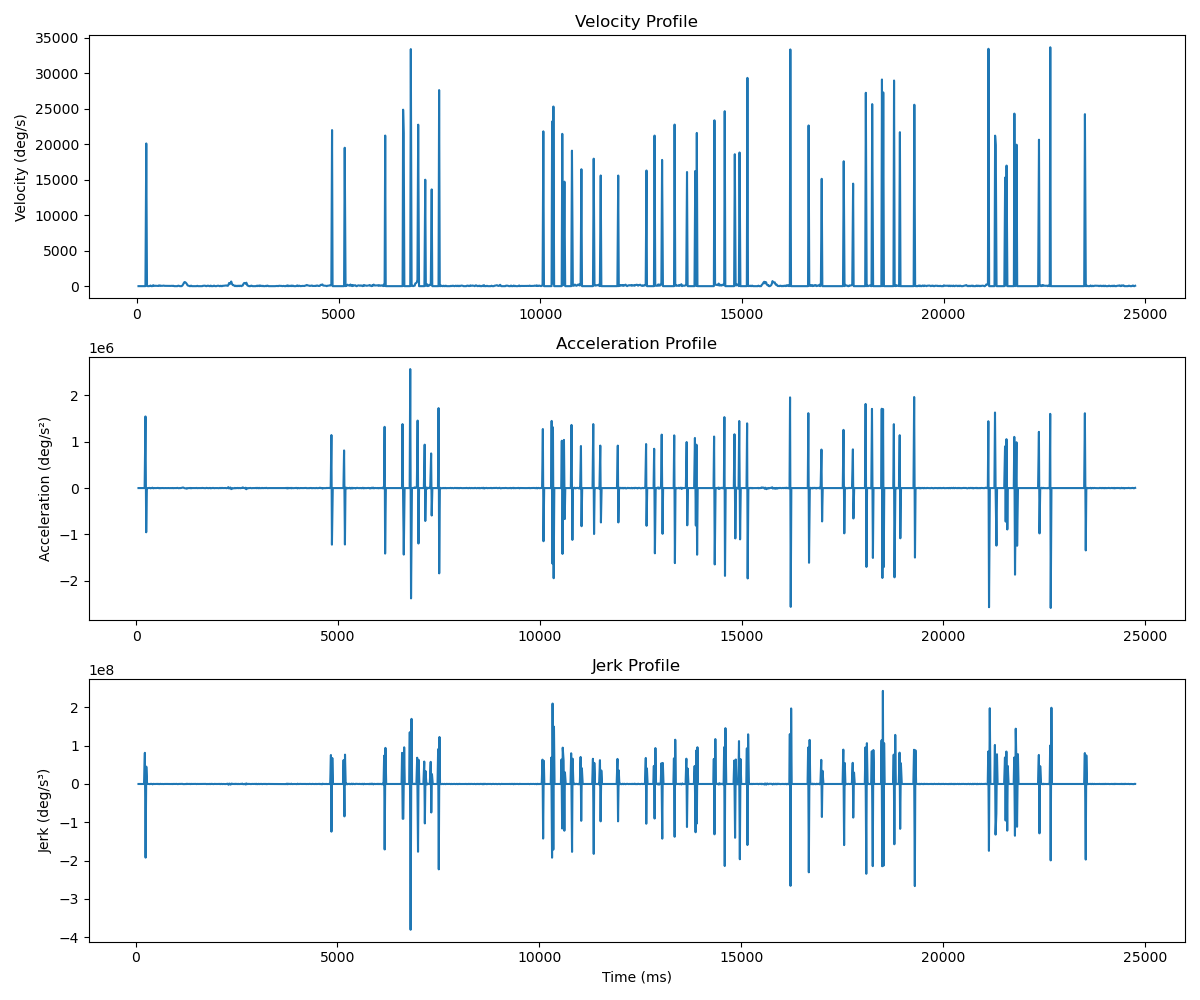 Velocity Profile
35000
30000
25000
20000
15000
10000
5000
0
Velocity (deg/s)
0 5000 10000 15000 20000 25000
1e6
Acceleration Profile
2
1
0
−1
−2
Acceleration (deg/s²)
0 5000 10000 15000 20000 25000
1e8
Jerk Profile
2
1
0
−1
−2
−3
−4
Jerk (deg/s³)
0 5000 10000 15000 20000 25000
Time (ms)